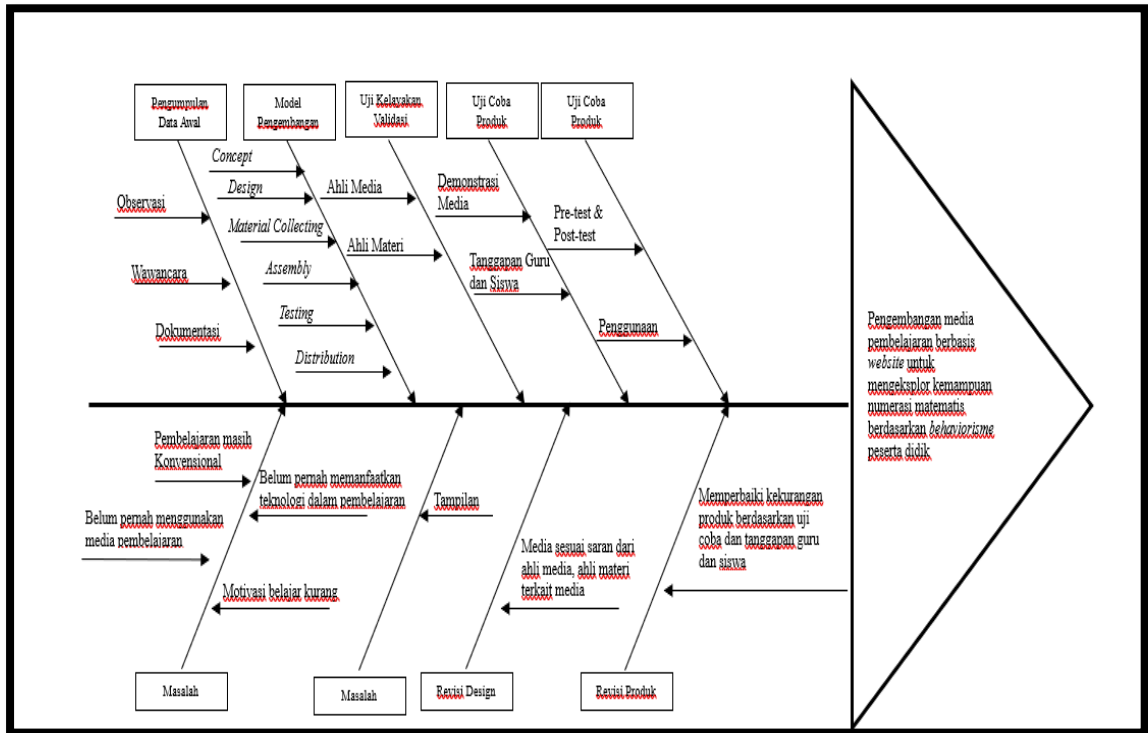 Pengumpulan
Data Awal
Model
Pengembangan
Uji Kelayakan
Validasi
Uji Coba
Produk
Uji Coba
Produk
Concept
Design
Material Collecting
Assembly
Testing
Distribution
Observasi
Wawancara
Dokumentasi
Ahli Media
Ahli Materi
Demonstrasi
Media
Tanggapan Guru
dan Siswa
Pre-test &
Post-test
Penggunaan
Pengembangan media
pembelajaran berbasis
website untuk
mengeksplor kemampuan
numerasi matematis
berdasarkan behaviorisme
peserta didik
Pembelajaran masih
Konvensional
Belum pernah menggunakan
media pembelajaran
Belum pernah memanfaatkan
teknologi dalam pembelajaran
Motivasi belajar kurang
Tampilan
Media sesuai saran dari
ahli media, ahli materi
terkait media
Memperbaiki kekurangan
produk berdasarkan uji
coba dan tanggapan guru
dan siswa
Masalah
Masalah
Revisi Design
Revisi Produk